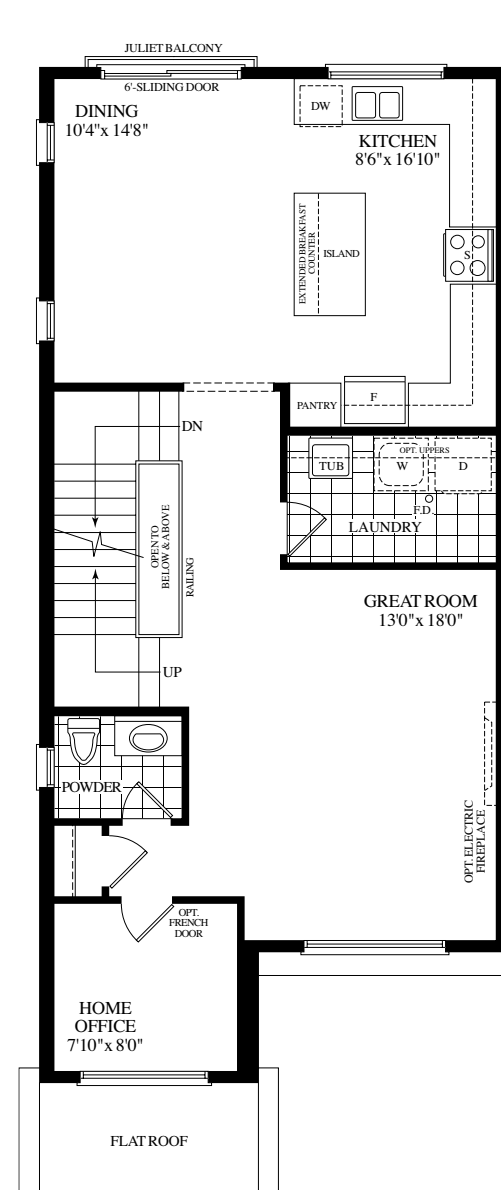 JULIET BALCONY
6'-SLIDING DOOR
DINING
10'4"x 14'8"
DW
KITCHEN
8'6"x 16'10"
EXTENDED BREAKFAST
COUNTER
ISLAND
S
PANTRY
F
DN
OPT. UPPERS
TUB
W
D
F.D.
LAUNDRY
OPEN TO
BELOW & ABOVE
RAILING
GREAT ROOM
13'0"x 18'0"
UP
POWDER
OPT. ELECTRIC
FIREPLACE
OPT.
FRENCH
DOOR
HOME
OFFICE
7'10"x 8'0"
FLAT ROOF